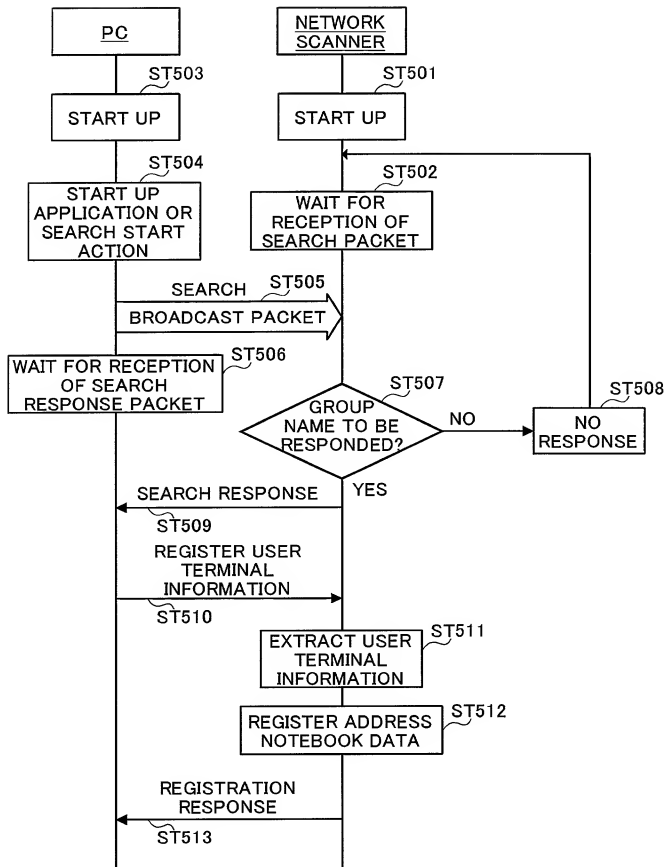 PC
NETWORK
SCANNER
ST503
START UP
ST501
START UP
ST504
START UP
APPLICATION OR
SEARCH START
ACTION
ST502
WAIT FOR
RECEPTION OF
SEARCH PACKET
SEARCH
ST505
BROADCAST PACKET
ST506
WAIT FOR RECEPTION
OF SEARCH
RESPONSE PACKET
ST507
GROUP
NAME TO BE
RESPONDED?
NO
ST508
NO
RESPONSE
YES
SEARCH RESPONSE
ST509
REGISTER USER
TERMINAL
INFORMATION
ST510
ST511
EXTRACT USER
TERMINAL
INFORMATION
ST512
REGISTER ADDRESS
NOTEBOOK DATA
REGISTRATION
RESPONSE
ST513